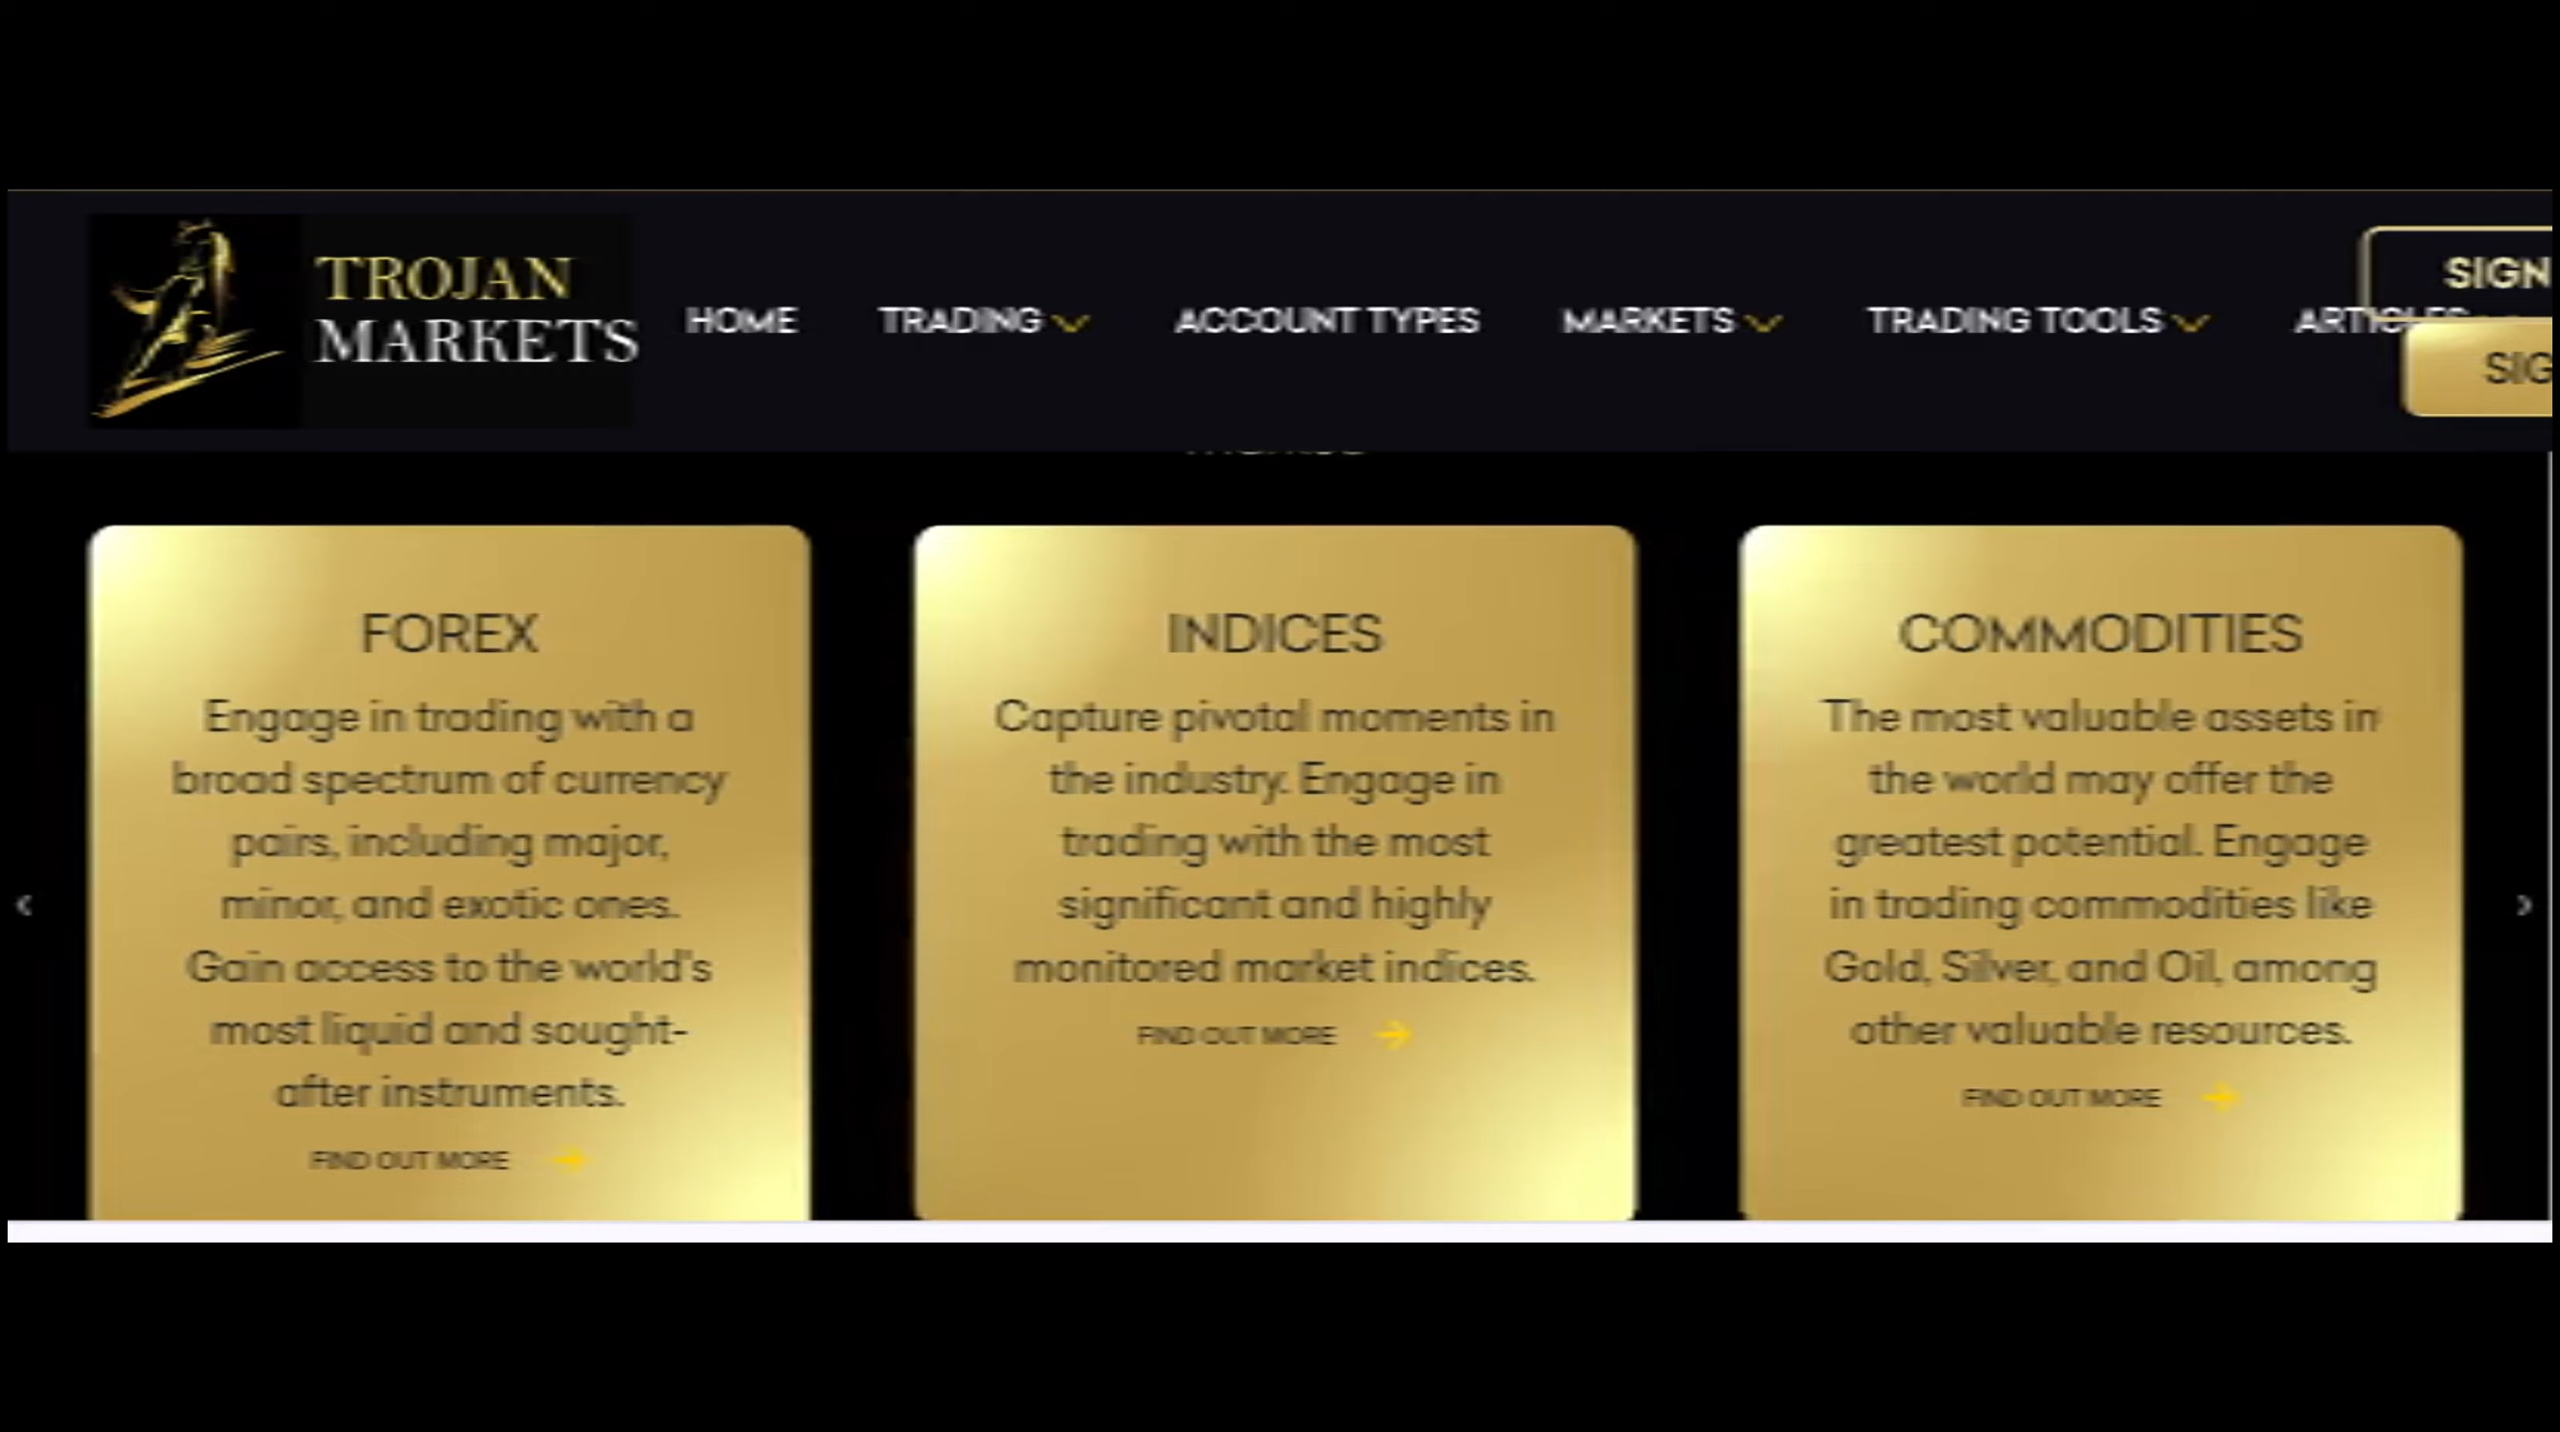 TROJAN
MARKETS
HOME
TRADING
ACCOUNT TYPES
MARKETS
TRADING TOOLS
SIGN
SIG
FOREX
Engage in trading with a
broad spectrum of currency
pairs, including major,
minor, and exotic ones.
Gain access to the world's
most liquid and sought-
after instruments.
FIND OUT MORE
INDICES
Capture pivotal moments in
the industry. Engage in
trading with the most
significant and highly
monitored market indices.
FIND OUT MORE
COMMODITIES
The most valuable assets in
the world may offer the
greatest potential. Engage
in trading commodities like
Gold, Silver, and Oil, among
other valuable resources.
FIND OUT MORE